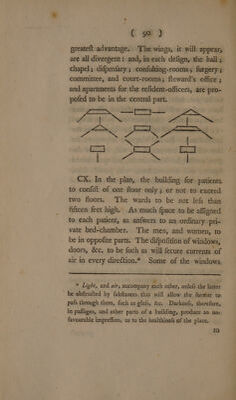 ( 90 )
greateſt advantage. The wings, it will appear,
are all divergent: and, in each deſign, the hall;
chapel; diſpenſary; conſulting-rooms; ſurgery;
committee, and court-rooms; ſteward's office;
and apartments for the reſident-officers, are pro-
poſed to be in the central part.
CX. In the plan, the building for patients
to conſiſt of one floor only; or not to exceed
two floors. The wards to be not leſs than
fifteen feet high. As much ſpace to be aſſigned
to each patient, as anſwers to an ordinary pri-
vate bed-chamber. The men, and women, to
be in oppoſite parts. The diſpoſition of windows,
doors, &c. to be ſuch as will ſecure currents of
air in every direction.* Some of the windows
* Light, and air, accompany each other, unleſs the latter
be obſtructed by ſubſtances that will allow the former to
paſs through them, ſuch as glaſs, &c. Darkneſs, therefore,
in paſſages, and other parts of a building, produce an un-
favourable impreſſion, as to the healthineſs of the place.
to